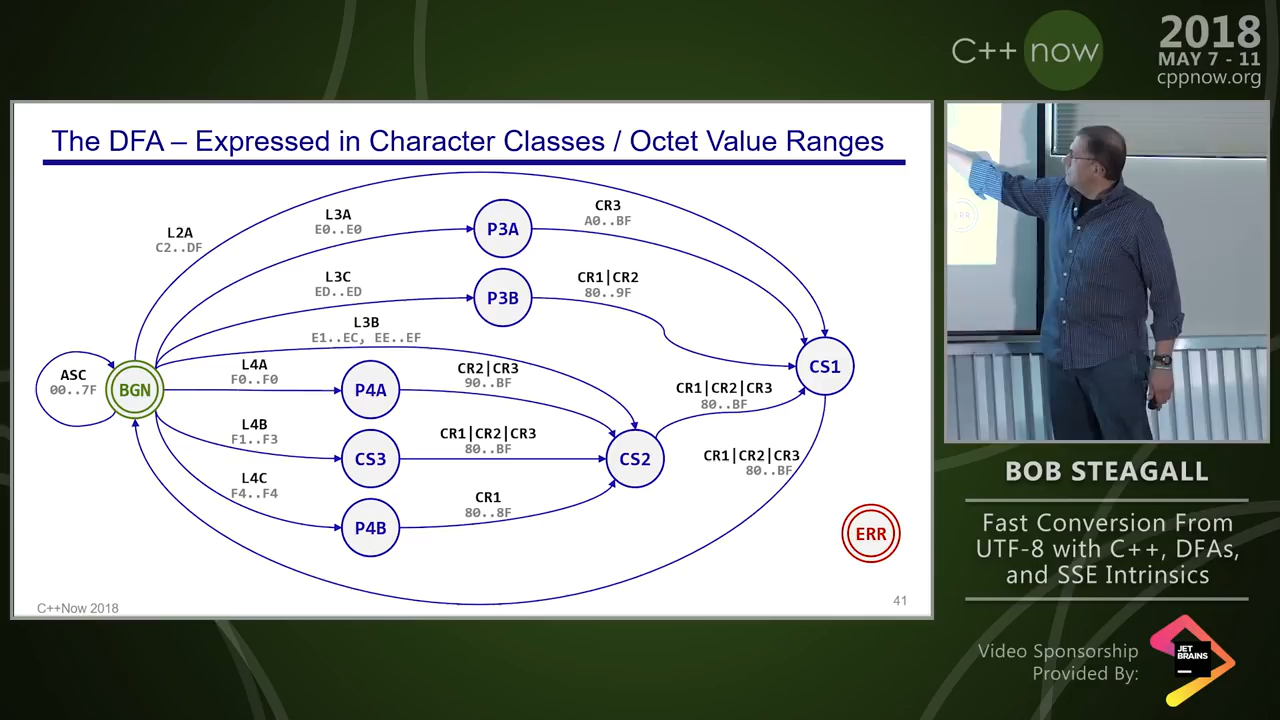 C++ now
2018
MAY 7 - 11
cppnow.org
The DFA – Expressed in Character Classes / Octet Value Ranges
L2A
C2..DF
L3A
E0..E0
P3A
CR3
A0..BF
L3C
ED..ED
P3B
CR1|CR2
80..9F
L3B
E1..EC, EE..EF
ASC
00..7F
BGN
L4A
F0..F0
P4A
CR2|CR3
90..BF
CS1
CR1|CR2|CR3
80..BF
L4B
F1..F3
CS3
CR1|CR2|CR3
80..BF
CS2
CR1|CR2|CR3
80..BF
L4C
F4..F4
P4B
CR1
80..8F
ERR
C++Now 2018
41
ERR
BOB STEAGALL
Fast Conversion From
UTF-8 with C++, DFAs,
and SSE Intrinsics
Video Sponsorship
Provided By:
JET
BRAINS